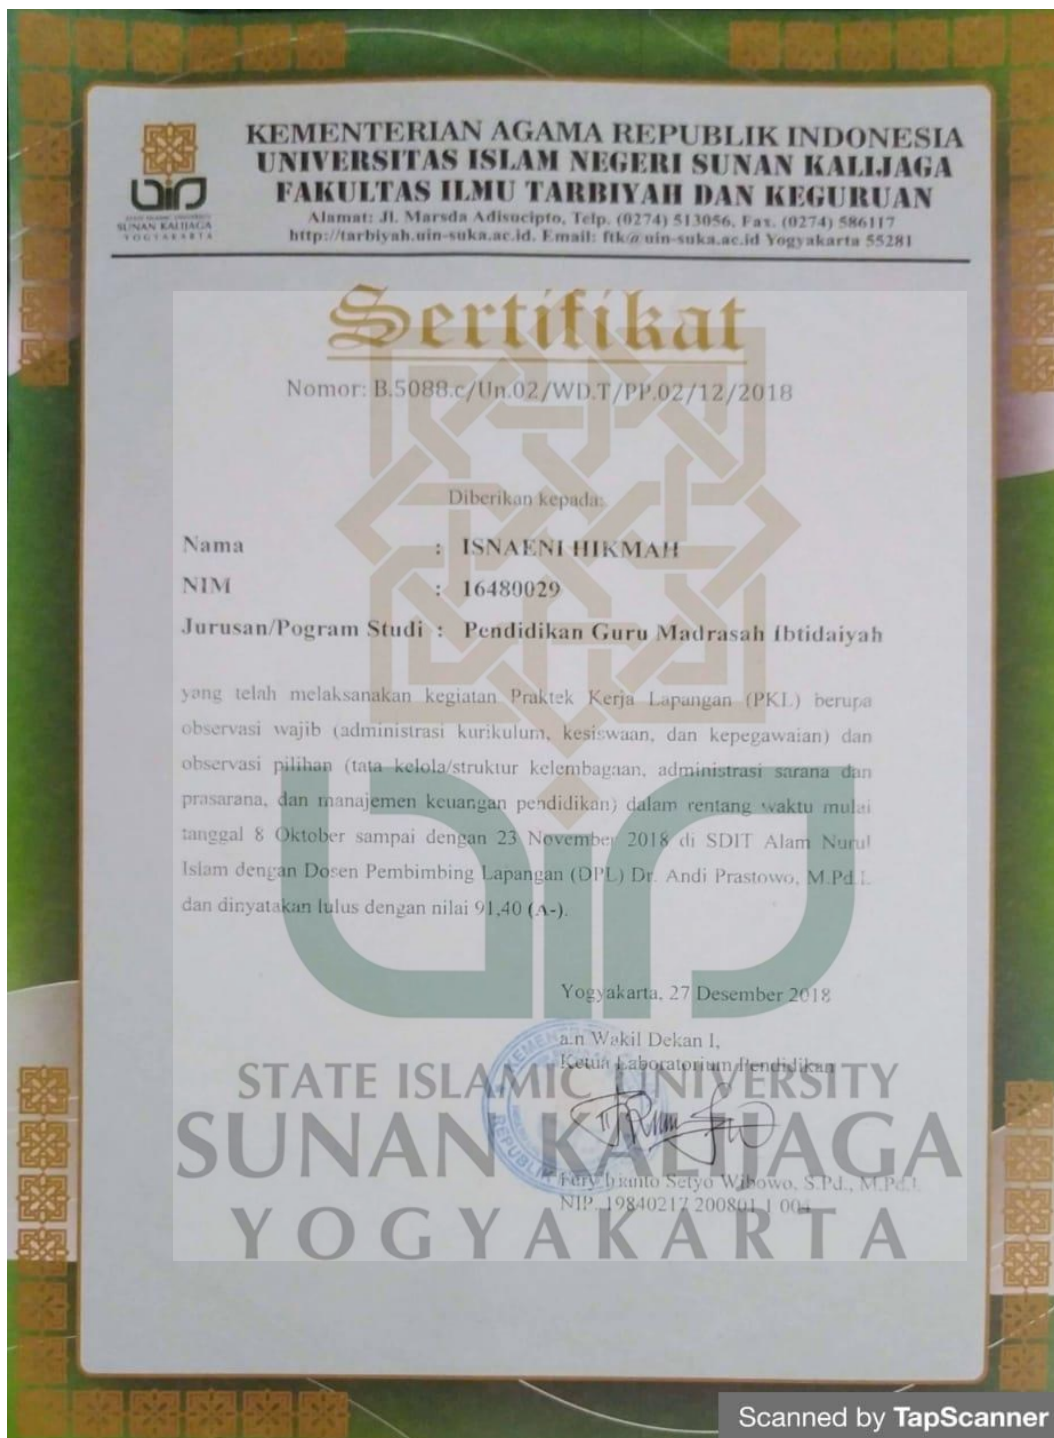 KEMENTERIAN AGAMA REPUBLIK INDONESIA
UNIVERSITAS ISLAM NEGERI SUNAN KALIJAGA
FAKULTAS ILMU TARBIYAH DAN KEGURUAN
Alamat: Jl. Marsda Adisucipto, Telp. (0274) 513056, Fax. (0274) 586117
http://tarbiyah.uin-suka.ac.id. Email: ftk@uin-suka.ac.id Yogyakarta 55281
uin
STATE ISLAMIC UNIVERSITY
SUNAN KALIJAGA
YOGYAKARTA
Sertifikat
Nomor: B.5088.c/Un.02/WD.T/PP.02/12/2018
Diberikan kepada:
Nama : ISNAENI HIKMAH
NIM : 16480029
Jurusan/Pogram Studi : Pendidikan Guru Madrasah Ibtidaiyah
yang telah melaksanakan kegiatan Praktek Kerja Lapangan (PKL) berupa
observasi wajib (administrasi kurikulum, kesiswaan, dan kepegawaian) dan
observasi pilihan (tata kelola/struktur kelembagaan, administrasi sarana dan
prasarana, dan manajemen keuangan pendidikan) dalam rentang waktu mulai
tanggal 8 Oktober sampai dengan 23 November 2018 di SDIT Alam Nurul
Islam dengan Dosen Pembimbing Lapangan (DPL) Dr. Andi Prastowo, M.Pd.I.
dan dinyatakan lulus dengan nilai 91,40 (A-).
Yogyakarta, 27 Desember 2018
a.n Wakil Dekan I,
Ketua Laboratorium Pendidikan
Setyo Wibowo, S.Pd., M.Pd.I.
NIP. 19840217 200801 1 004
uin
STATE ISLAMIC UNIVERSITY
SUNAN KALIJAGA
YOGYAKARTA
Scanned by TapScanner